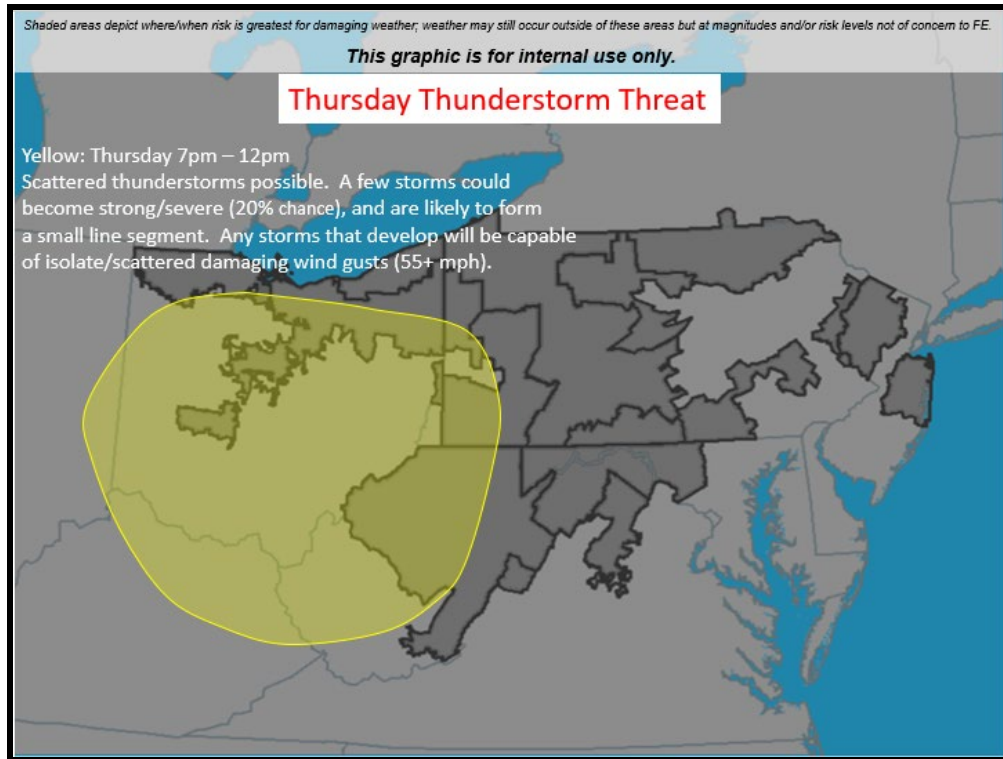 Shaded areas depict where/when risk is greatest for damaging weather; weather may still occur outside of these areas but at magnitudes and/or risk levels not of concern to FE.
This graphic is for internal use only.
Thursday Thunderstorm Threat
Yellow: Thursday 7pm – 12pm
Scattered thunderstorms possible.  A few storms could
become strong/severe (20% chance), and are likely to form
a small line segment.  Any storms that develop will be capable
of isolate/scattered damaging wind gusts (55+ mph).